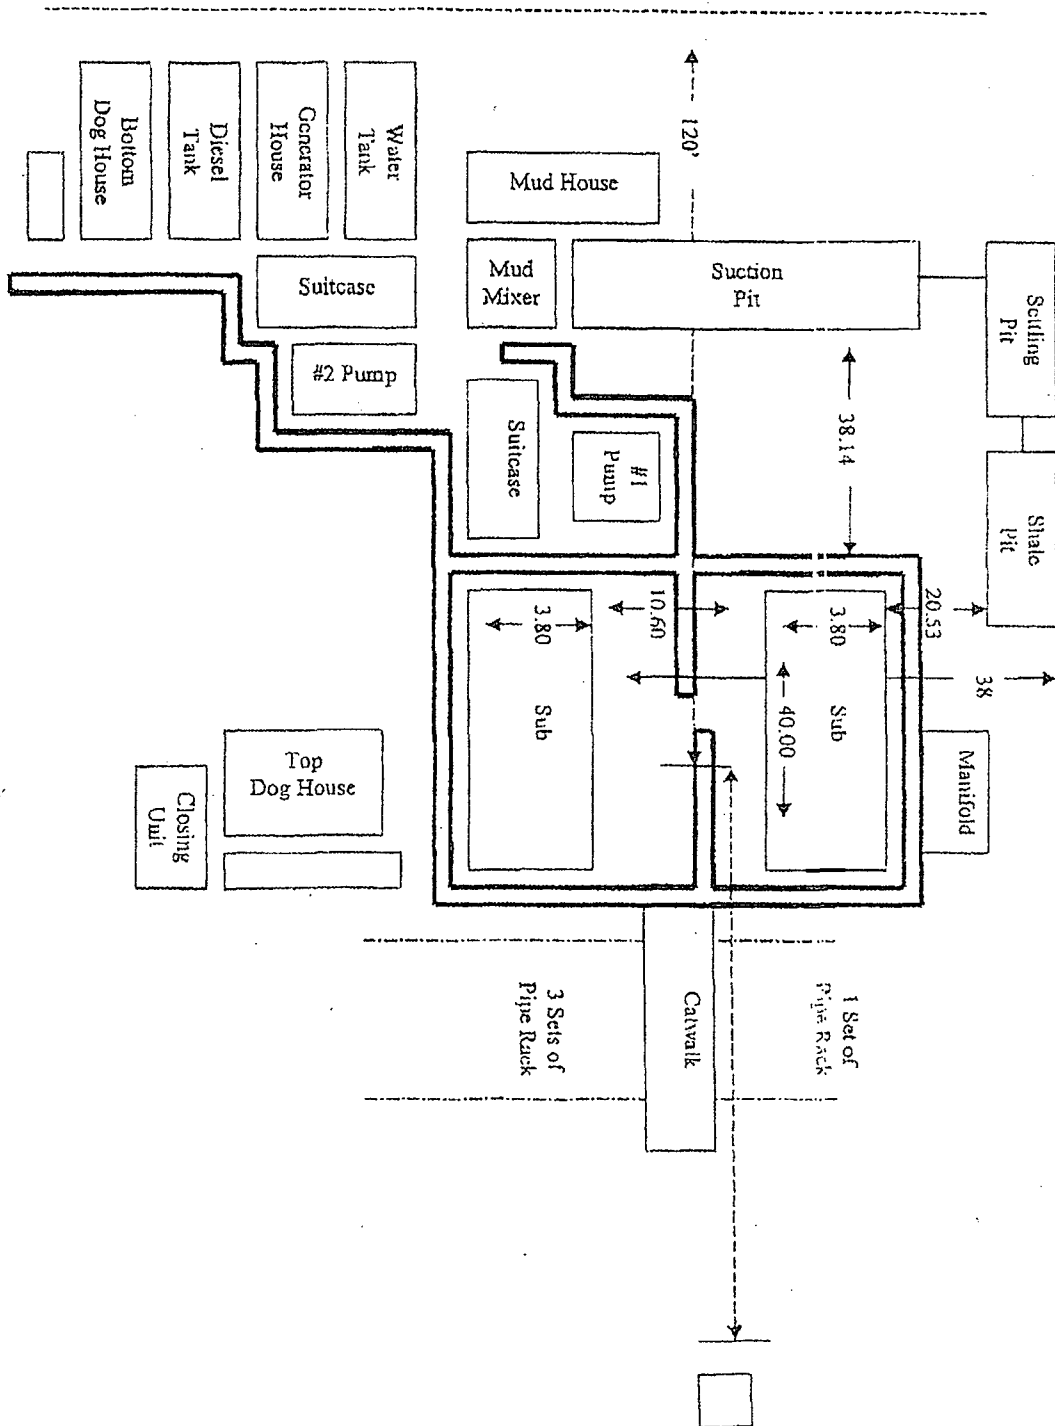 Bottom
Dog House
Diesel
Tank
Generator
House
Water
Tank
120'
Mud House
Suitcase
Mud
Mixer
Suction
Pit
Settling
Pit
#2 Pump
Suitcase
#1
Pump
38.14
Shale
Pit
3.80
10.60
3.80
20.53
38
40.00
Sub
Sub
Manifold
Top
Dog House
Closing
Unit
3 Sets of
Pipe Rack
Catwalk
1 Set of
Pipe Rack